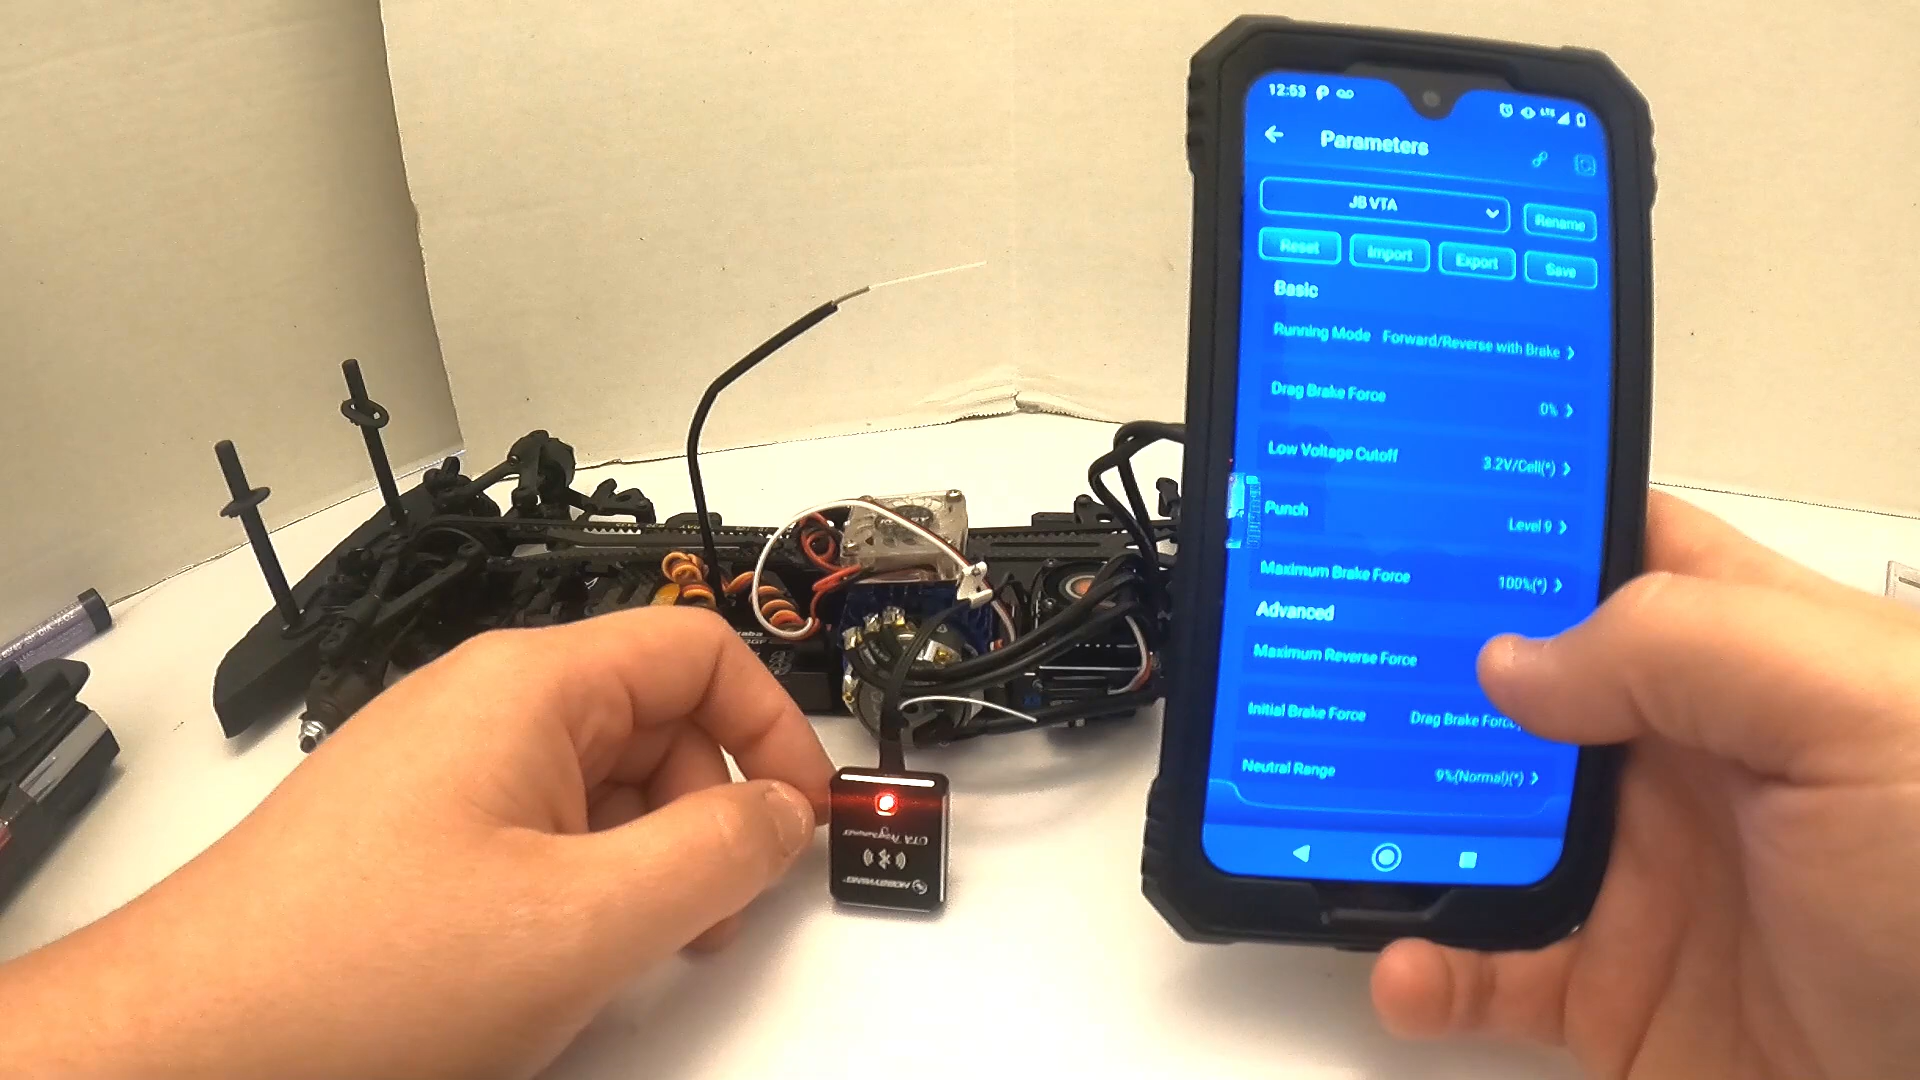 12:53
LTE
Parameters
JB VTA
Rename
Reset
Import
Export
Save
Basic
Running Mode Forward/Reverse with Brake
Drag Brake Force 0%
Low Voltage Cutoff 3.2V/Cell(*)
Punch Level 9
Maximum Brake Force 100%(*)
Advanced
Maximum Reverse Force
Initial Brake Force Drag Brake Force
Neutral Range 9%(Normal)(*)
OTA Programmer
HOBBYWING